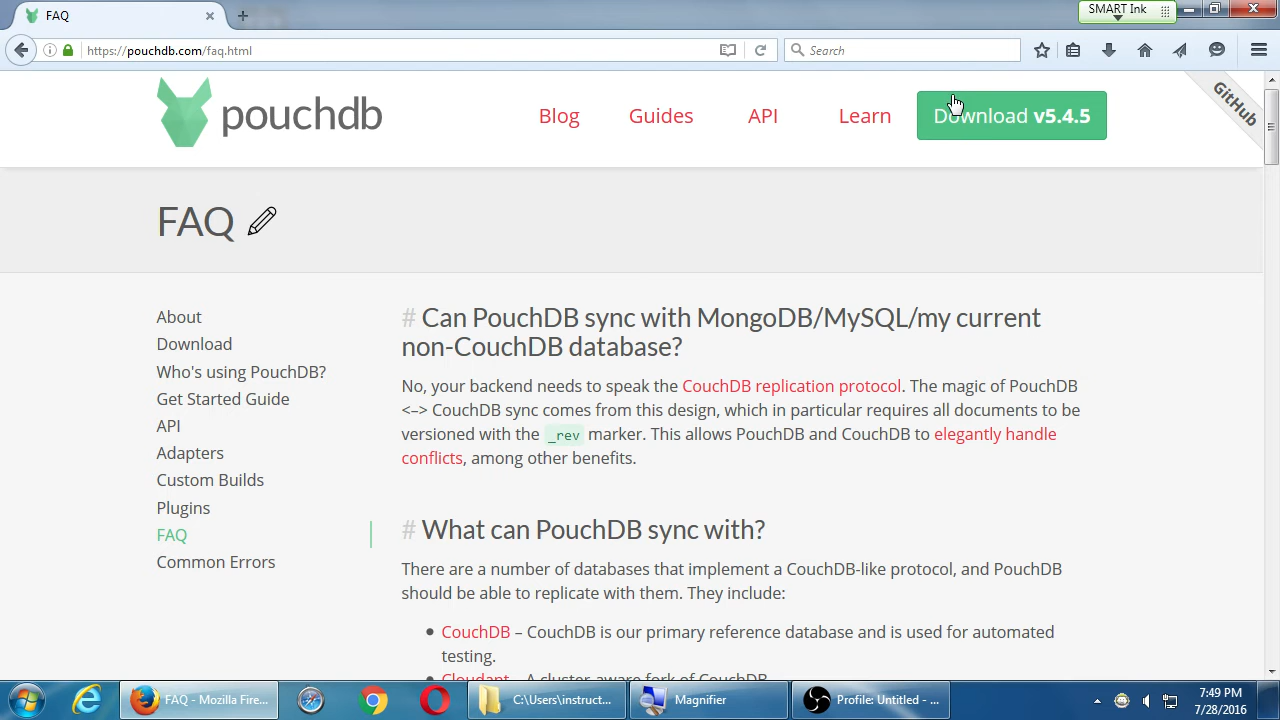 FAQ
SMART Ink
https://pouchdb.com/faq.html
Search
pouchdb
Blog
Guides
API
Learn
Download v5.4.5
GitHub
FAQ
About
Download
Who's using PouchDB?
Get Started Guide
API
Adapters
Custom Builds
Plugins
FAQ
Common Errors
# Can PouchDB sync with MongoDB/MySQL/my current
non-CouchDB database?
No, your backend needs to speak the CouchDB replication protocol. The magic of PouchDB
<–> CouchDB sync comes from this design, which in particular requires all documents to be
versioned with the _rev marker. This allows PouchDB and CouchDB to elegantly handle
conflicts, among other benefits.
# What can PouchDB sync with?
There are a number of databases that implement a CouchDB-like protocol, and PouchDB
should be able to replicate with them. They include:
• CouchDB – CouchDB is our primary reference database and is used for automated
testing.
• Cloudant – A cluster-aware fork of CouchDB
FAQ - Mozilla Fire...
C:\Users\instruct...
Magnifier
Profile: Untitled - ...
7:49 PM
7/28/2016